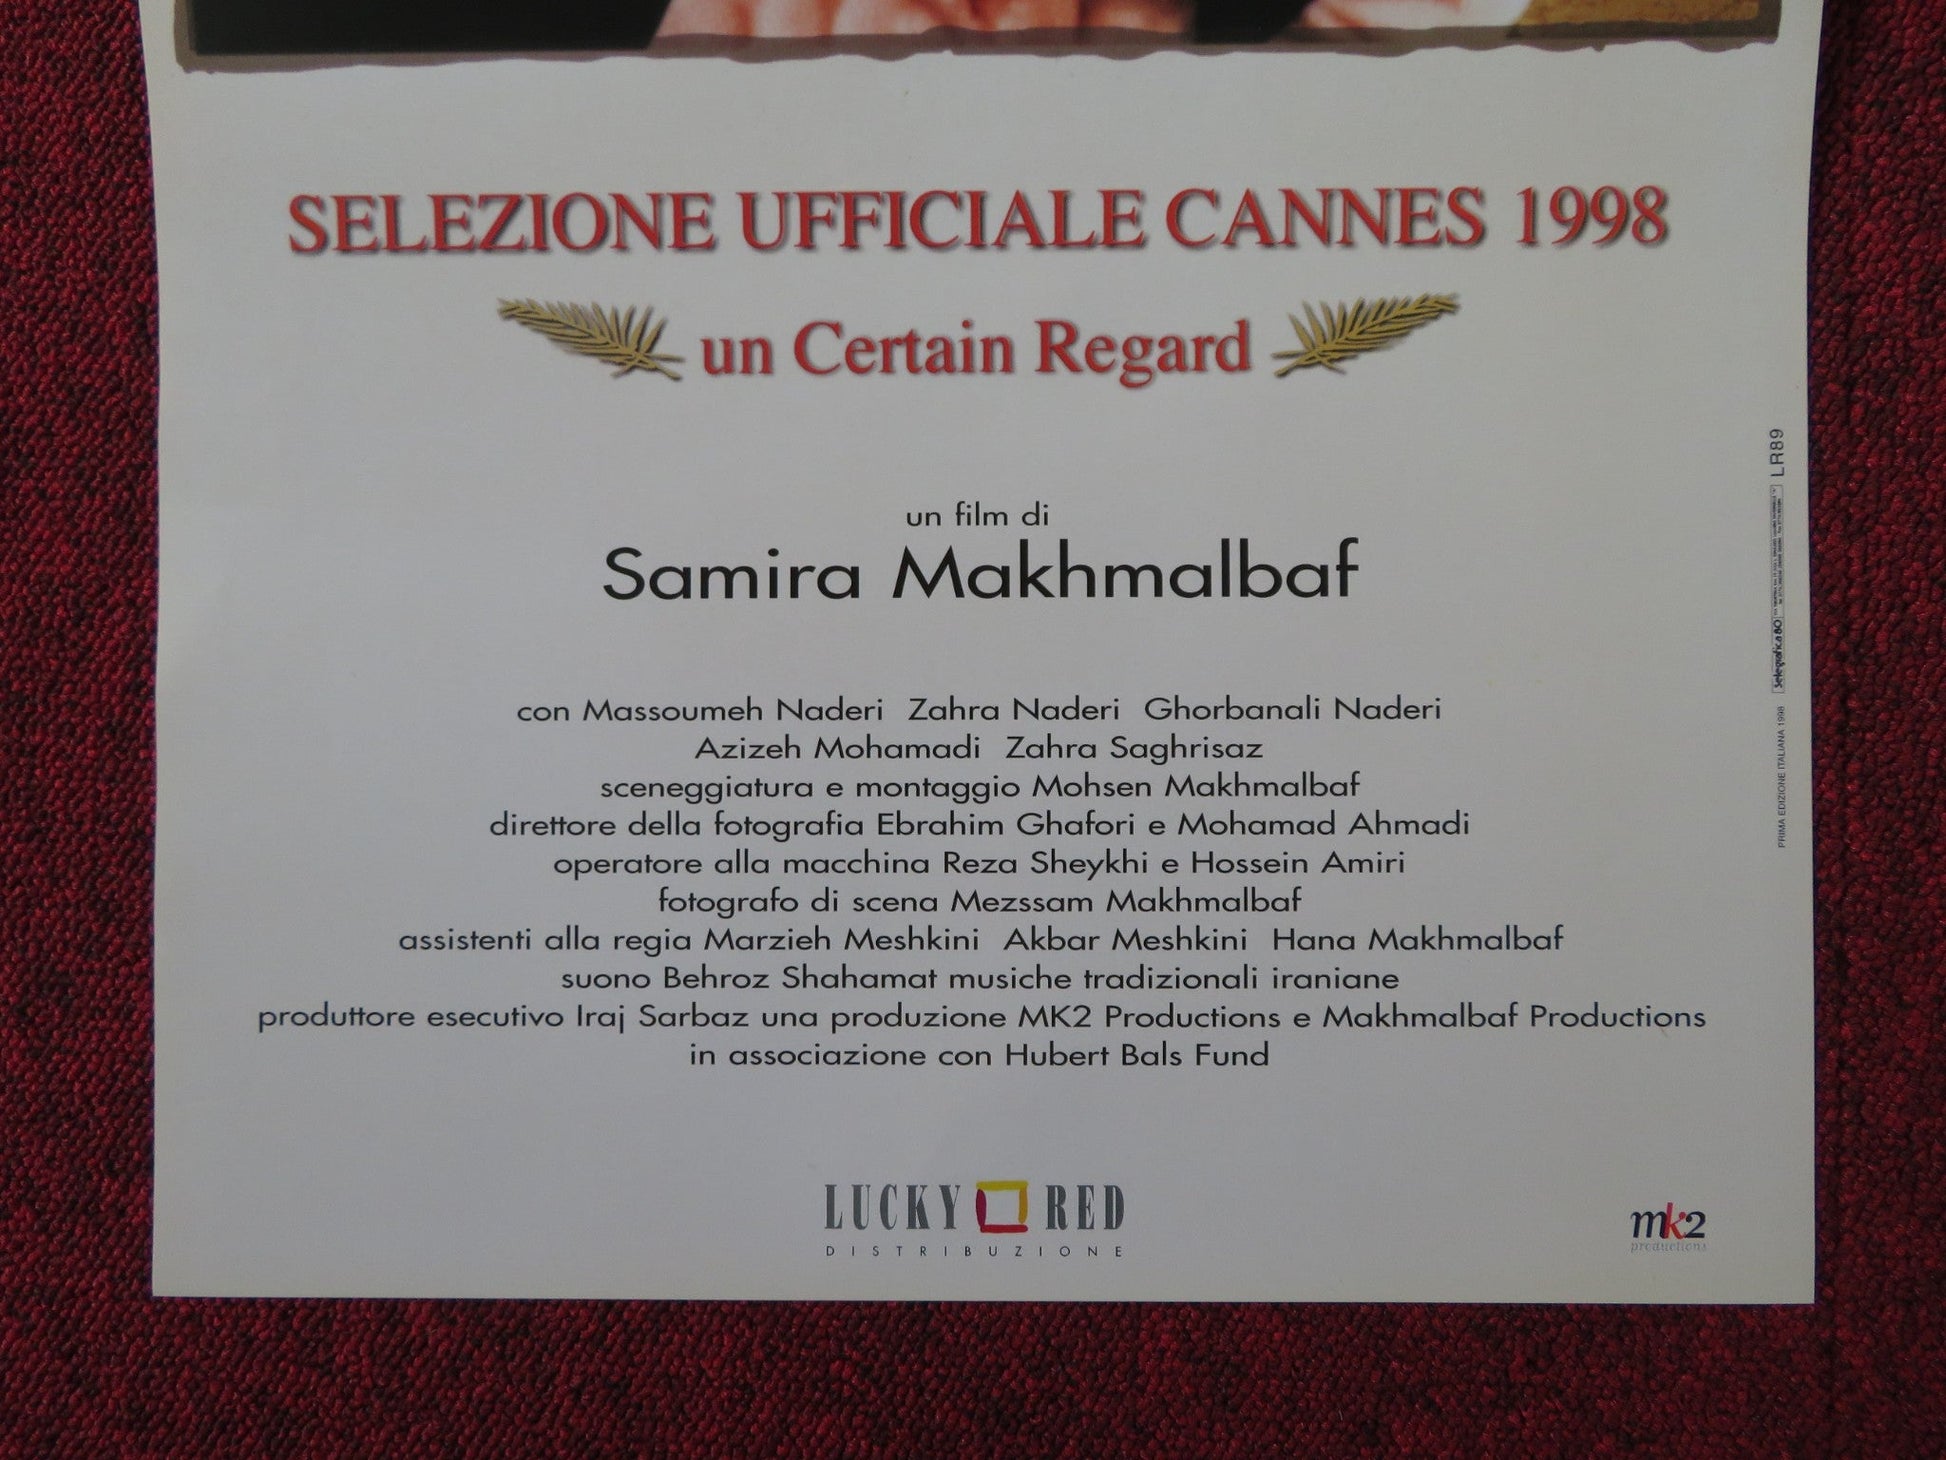 SELEZIONE UFFICIALE CANNES 1998
un Certain Regard
un film di
Samira Makhmalbaf
con Massoumeh Naderi Zahra Naderi Ghorbanali Naderi
Azizeh Mohamadi Zahra Saghrisaz
sceneggiatura e montaggio Mohsen Makhmalbaf
direttore della fotografia Ebrahim Ghafori e Mohamad Ahmadi
operatore alla macchina Reza Sheykhi e Hossein Amiri
fotografo di scena Mezssam Makhmalbaf
assistenti alla regia Marzieh Meshkini Akbar Meshkini Hana Makhmalbaf
suono Behroz Shahamat musiche tradizionali iraniane
produttore esecutivo Iraj Sarbaz una produzione MK2 Productions e Makhmalbaf Productions
in associazione con Hubert Bals Fund
LUCKY RED
DISTRIBUZIONE
mk2
productions
PRIMA EDIZIONE ITALIANA 1998
Selegrafica80
LR89